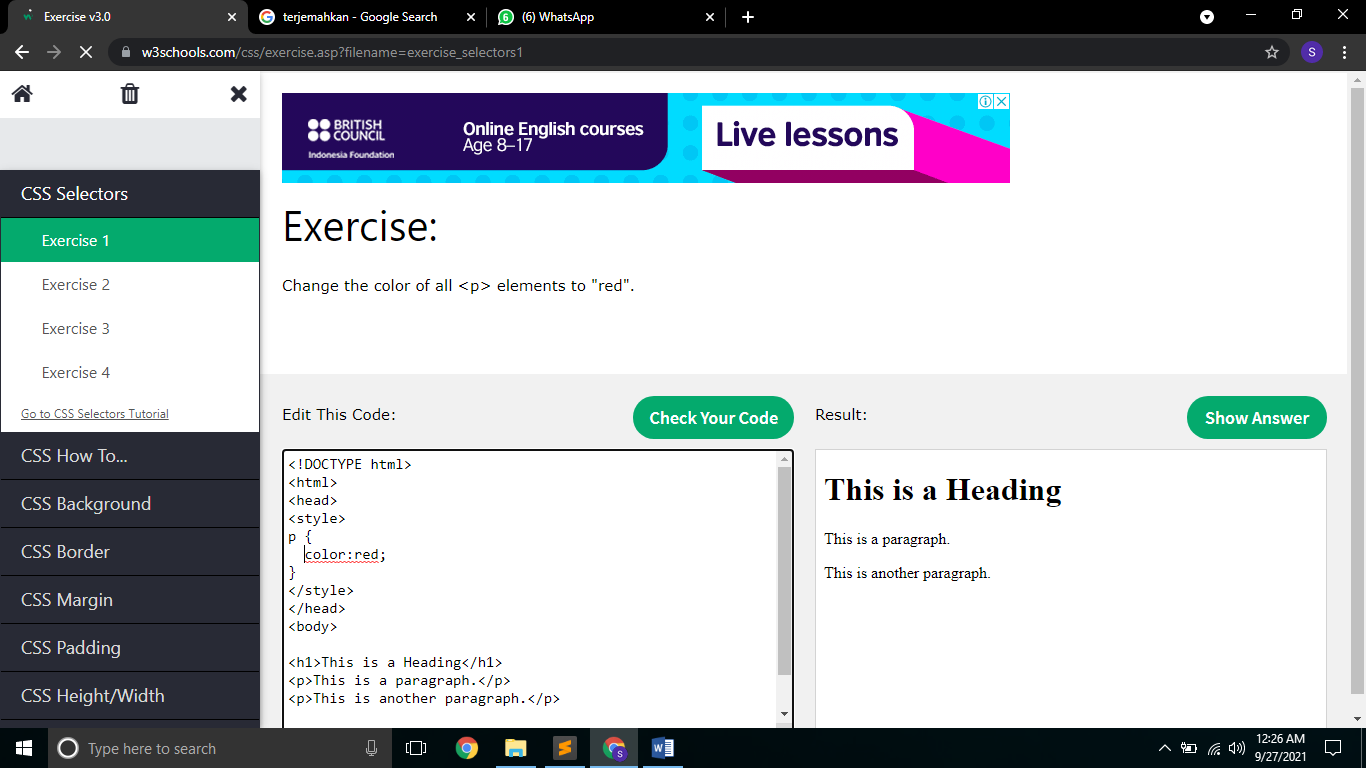 Exercise v3.0
terjemahkan - Google Search
6
(6) WhatsApp
w3schools.com/css/exercise.asp?filename=exercise_selectors1
S
BRITISH
COUNCIL
Indonesia Foundation
Online English courses
Age 8–17
Live lessons
CSS Selectors
Exercise 1
Exercise 2
Exercise 3
Exercise 4
Go to CSS Selectors Tutorial
CSS How To...
CSS Background
CSS Border
CSS Margin
CSS Padding
CSS Height/Width
Exercise:
Change the color of all <p> elements to "red".
Edit This Code:
Check Your Code
<!DOCTYPE html>
<html>
<head>
<style>
p {
color:red;
}
</style>
</head>
<body>
<h1>This is a Heading</h1>
<p>This is a paragraph.</p>
<p>This is another paragraph.</p>
Result:
Show Answer
This is a Heading
This is a paragraph.
This is another paragraph.
Type here to search
S
W
12:26 AM
9/27/2021